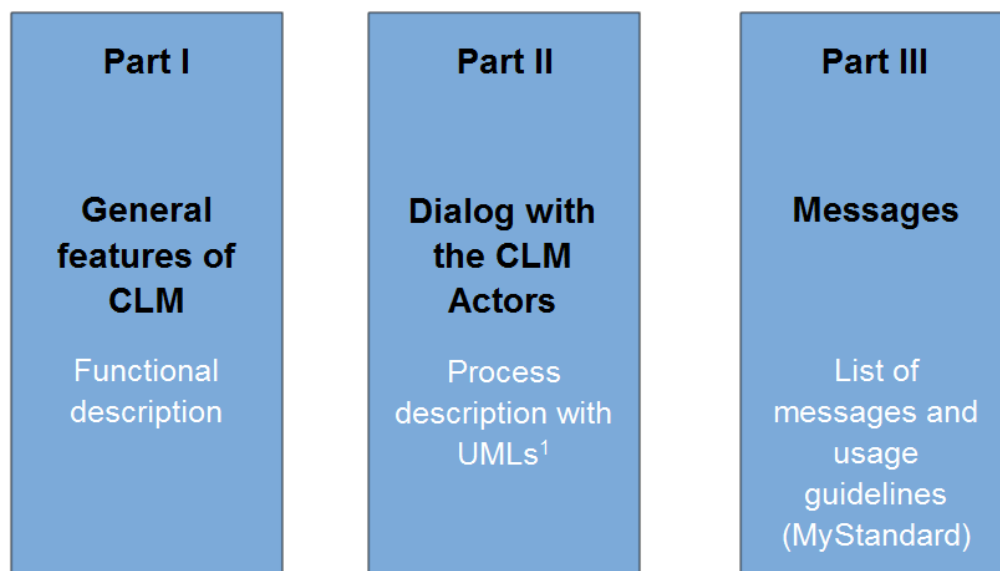 Part I
General
features of
CLM
Functional
description
Part II
Dialog with
the CLM
Actors
Process
description with
UMLs¹
Part III
Messages
List of
messages and
usage
guidelines
(MyStandard)